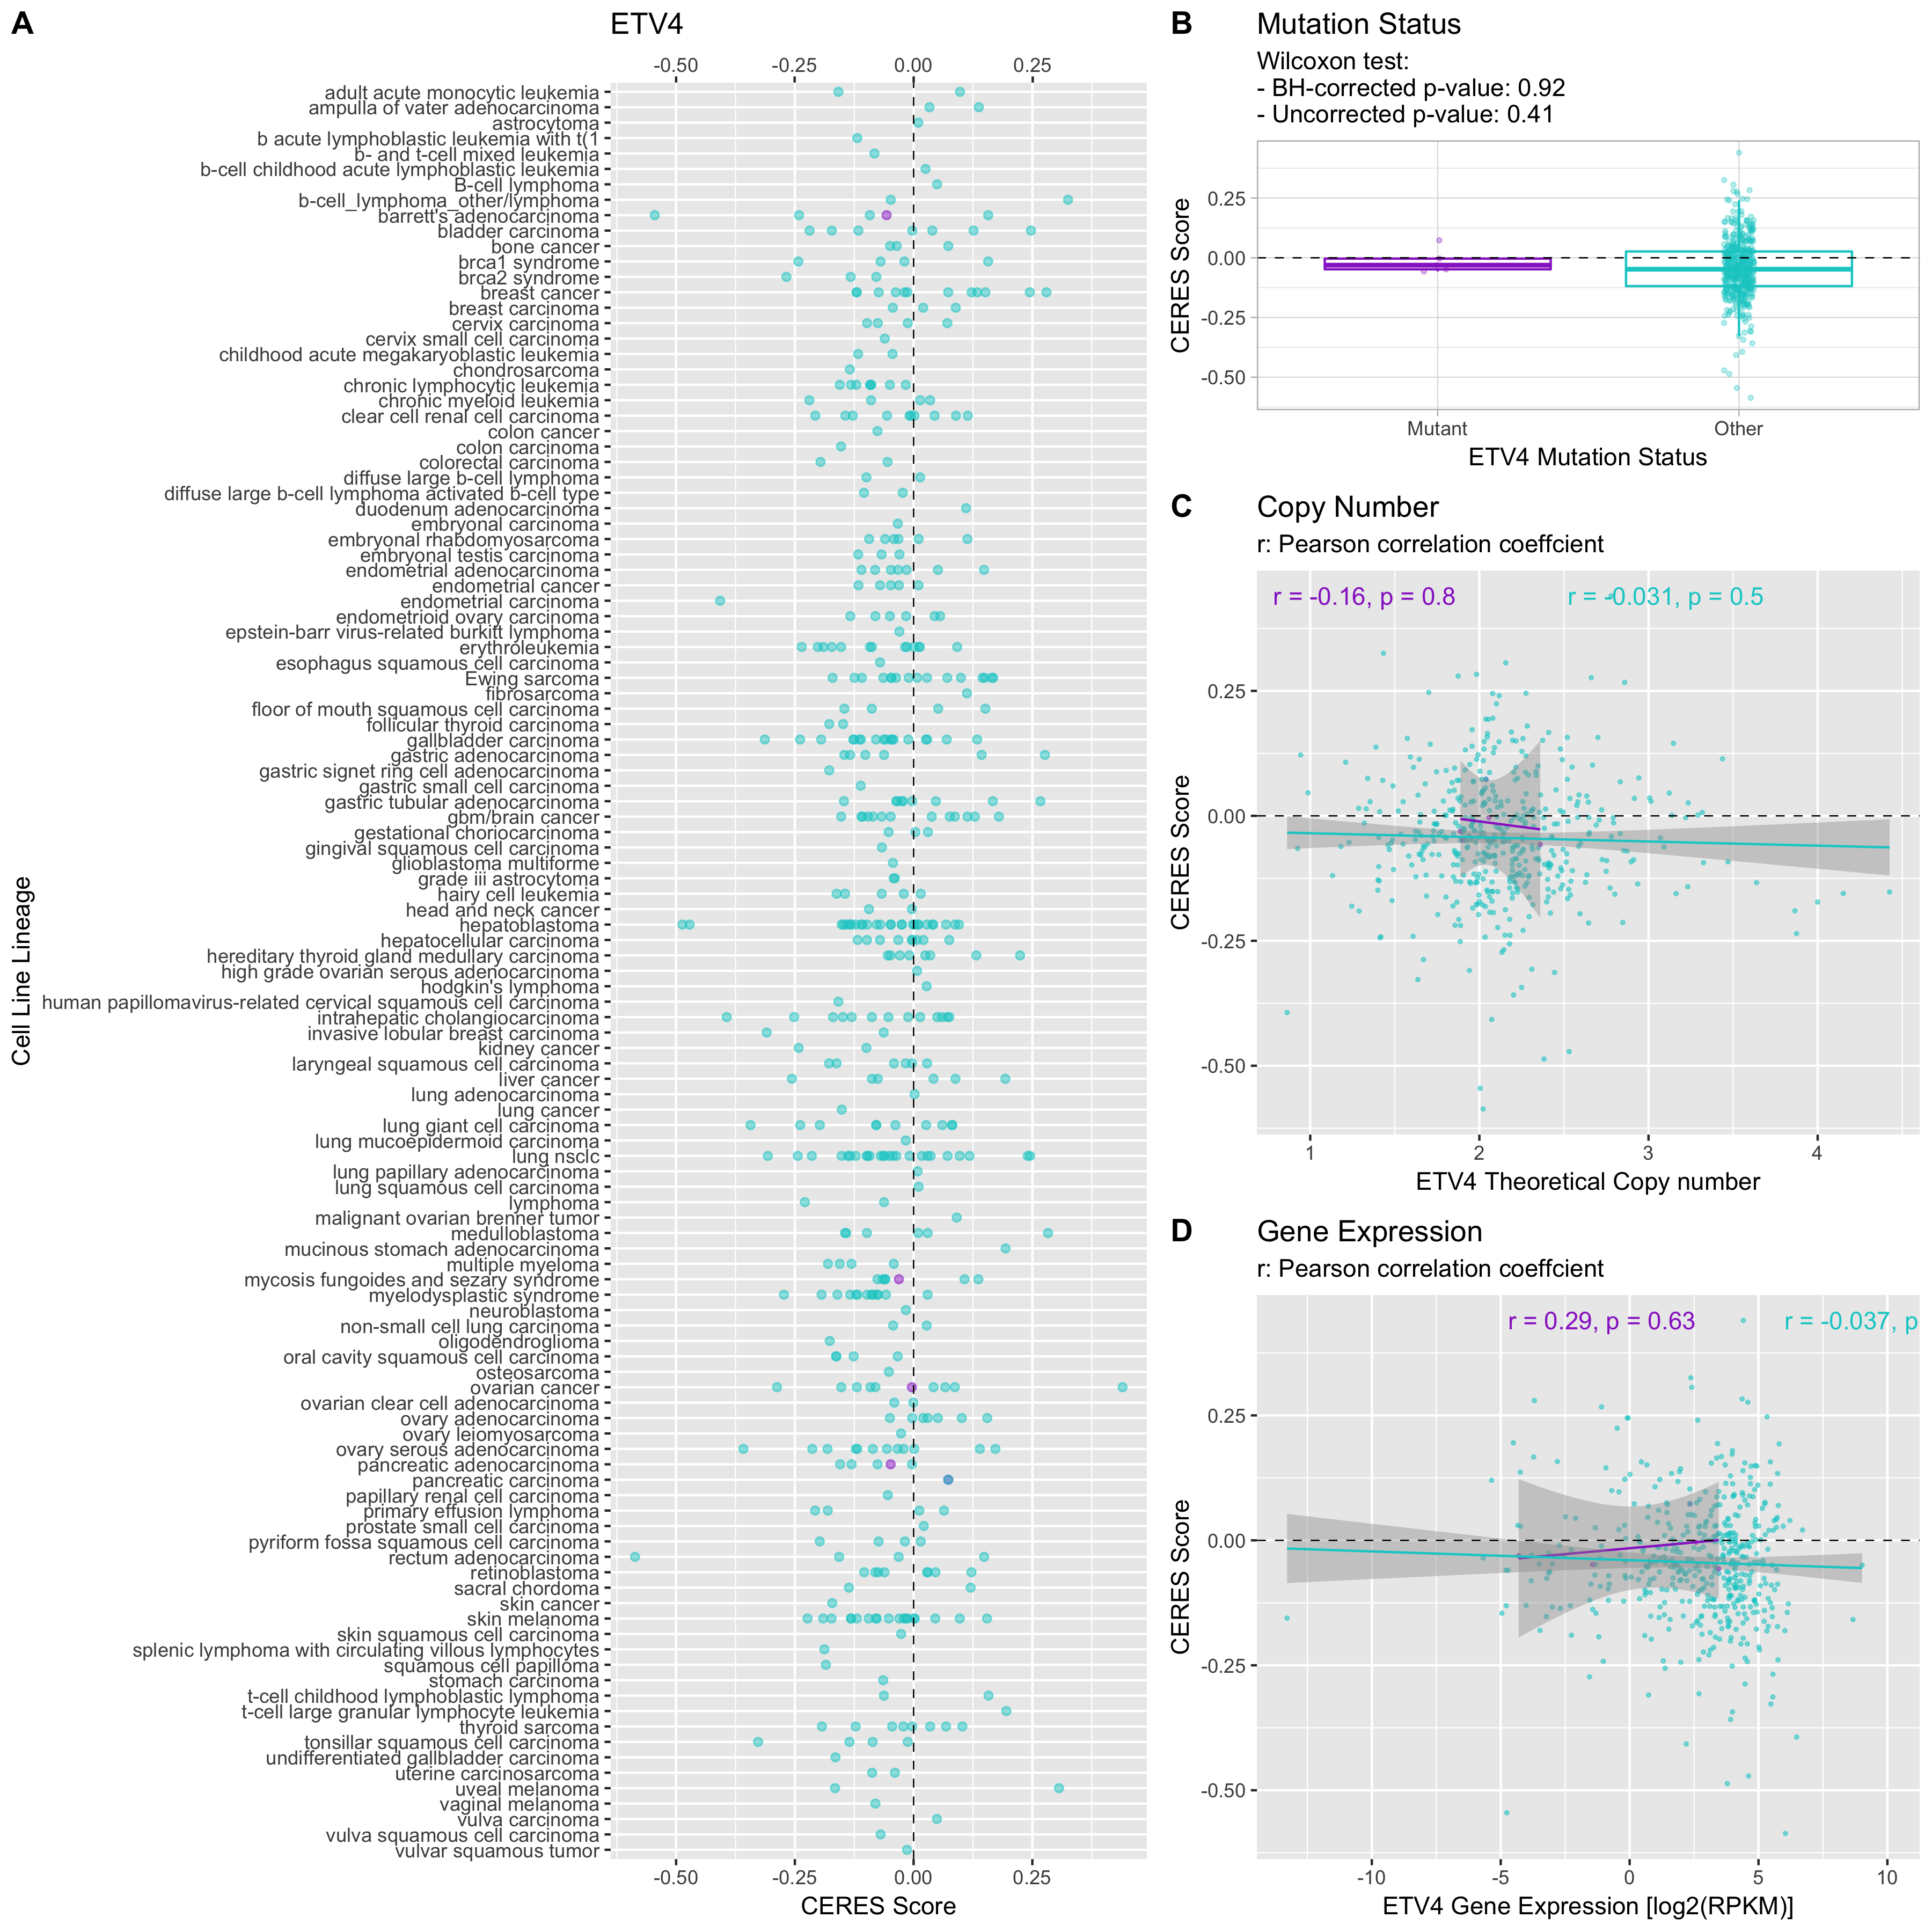 A
ETV4
-0.50 -0.25 0.00 0.25
adult acute monocytic leukemia
ampulla of vater adenocarcinoma
astrocytoma
b acute lymphoblastic leukemia with t(1
b- and t-cell mixed leukemia
b-cell childhood acute lymphoblastic leukemia
B-cell lymphoma
b-cell_lymphoma_other/lymphoma
barrett's adenocarcinoma
bladder carcinoma
bone cancer
brca1 syndrome
brca2 syndrome
breast cancer
breast carcinoma
cervix carcinoma
cervix small cell carcinoma
childhood acute megakaryoblastic leukemia
chondrosarcoma
chronic lymphocytic leukemia
chronic myeloid leukemia
clear cell renal cell carcinoma
colon cancer
colon carcinoma
colorectal carcinoma
diffuse large b-cell lymphoma
diffuse large b-cell lymphoma activated b-cell type
duodenum adenocarcinoma
embryonal carcinoma
embryonal rhabdomyosarcoma
embryonal testis carcinoma
endometrial adenocarcinoma
endometrial cancer
endometrial carcinoma
endometrioid ovary carcinoma
epstein-barr virus-related burkitt lymphoma
erythroleukemia
esophagus squamous cell carcinoma
Ewing sarcoma
fibrosarcoma
floor of mouth squamous cell carcinoma
follicular thyroid carcinoma
gallbladder carcinoma
gastric adenocarcinoma
gastric signet ring cell adenocarcinoma
gastric small cell carcinoma
gastric tubular adenocarcinoma
gbm/brain cancer
gestational choriocarcinoma
gingival squamous cell carcinoma
glioblastoma multiforme
grade iii astrocytoma
hairy cell leukemia
head and neck cancer
hepatoblastoma
hepatocellular carcinoma
hereditary thyroid gland medullary carcinoma
high grade ovarian serous adenocarcinoma
hodgkin's lymphoma
human papillomavirus-related cervical squamous cell carcinoma
intrahepatic cholangiocarcinoma
invasive lobular breast carcinoma
kidney cancer
laryngeal squamous cell carcinoma
liver cancer
lung adenocarcinoma
lung cancer
lung giant cell carcinoma
lung mucoepidermoid carcinoma
lung nsclc
lung papillary adenocarcinoma
lung squamous cell carcinoma
lymphoma
malignant ovarian brenner tumor
medulloblastoma
mucinous stomach adenocarcinoma
multiple myeloma
mycosis fungoides and sezary syndrome
myelodysplastic syndrome
neuroblastoma
non-small cell lung carcinoma
oligodendroglioma
oral cavity squamous cell carcinoma
osteosarcoma
ovarian cancer
ovarian clear cell adenocarcinoma
ovary adenocarcinoma
ovary leiomyosarcoma
ovary serous adenocarcinoma
pancreatic adenocarcinoma
pancreatic carcinoma
papillary renal cell carcinoma
primary effusion lymphoma
prostate small cell carcinoma
pyriform fossa squamous cell carcinoma
rectum adenocarcinoma
retinoblastoma
sacral chordoma
skin cancer
skin melanoma
skin squamous cell carcinoma
splenic lymphoma with circulating villous lymphocytes
squamous cell papilloma
stomach carcinoma
t-cell childhood lymphoblastic lymphoma
t-cell large granular lymphocyte leukemia
thyroid sarcoma
tonsillar squamous cell carcinoma
undifferentiated gallbladder carcinoma
uterine carcinosarcoma
uveal melanoma
vaginal melanoma
vulva carcinoma
vulva squamous cell carcinoma
vulvar squamous tumor
-0.50 -0.25 0.00 0.25
CERES Score
Cell Line Lineage
B
Mutation Status
Wilcoxon test:
- BH-corrected p-value: 0.92
- Uncorrected p-value: 0.41
0.25
0.00
-0.25
-0.50
CERES Score
Mutant Other
ETV4 Mutation Status
C
Copy Number
r: Pearson correlation coeffcient
r = -0.16, p = 0.8 r = -0.031, p = 0.5
0.25
0.00
-0.25
-0.50
CERES Score
1 2 3 4
ETV4 Theoretical Copy number
D
Gene Expression
r: Pearson correlation coeffcient
r = 0.29, p = 0.63 r = -0.037, p
0.25
0.00
-0.25
-0.50
CERES Score
-10 -5 0 5 10
ETV4 Gene Expression [log2(RPKM)]